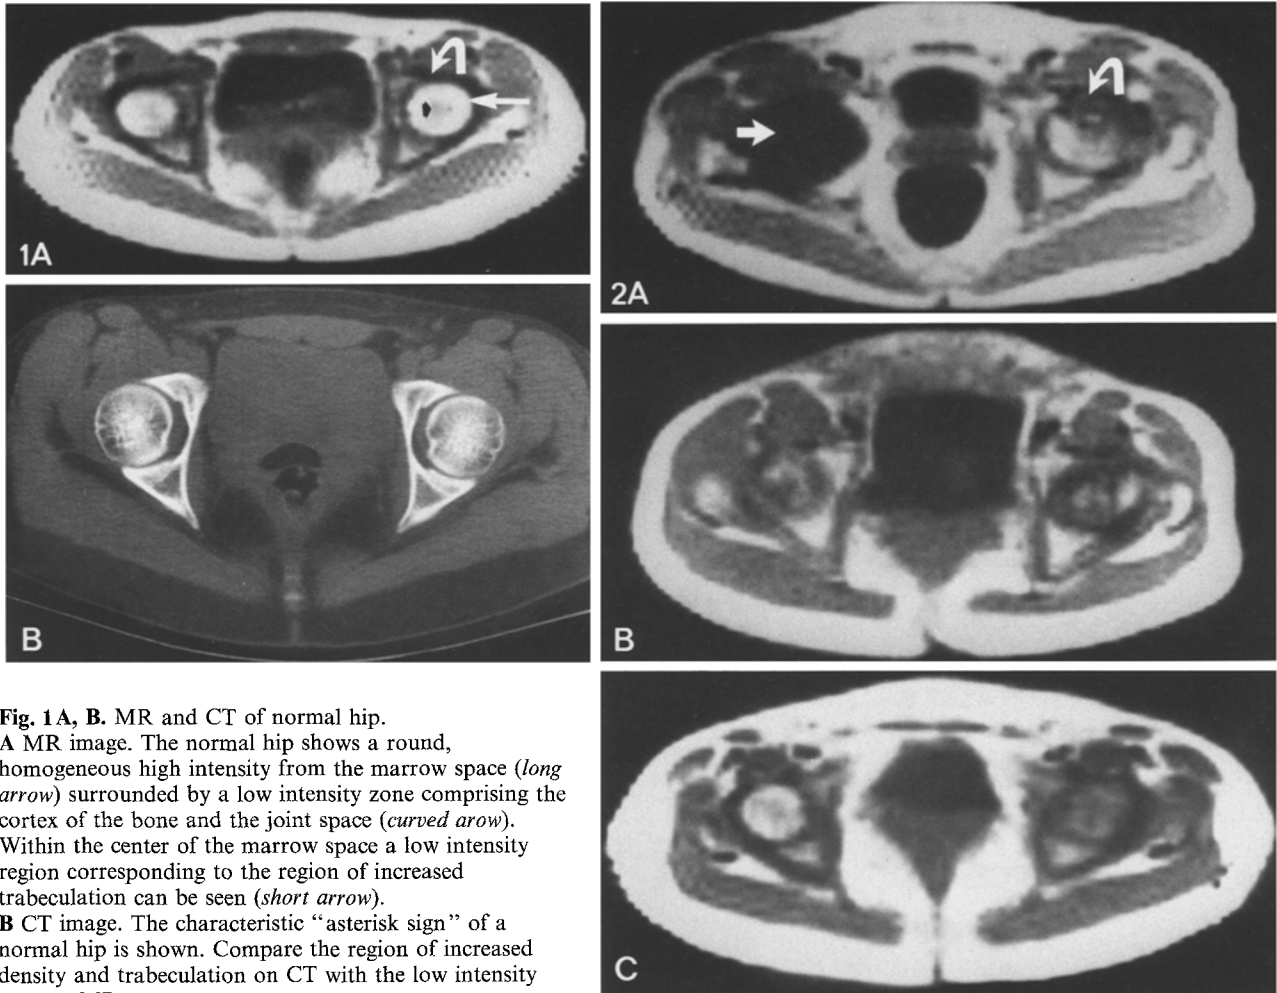 1A
2A
B
B
C
Fig. 1 A, B. MR and CT of normal hip.
A MR image. The normal hip shows a round,
homogeneous high intensity from the marrow space (long
arrow) surrounded by a low intensity zone comprising the
cortex of the bone and the joint space (curved arow).
Within the center of the marrow space a low intensity
region corresponding to the region of increased
trabeculation can be seen (short arrow).
B CT image. The characteristic “asterisk sign” of a
normal hip is shown. Compare the region of increased
density and trabeculation on CT with the low intensity